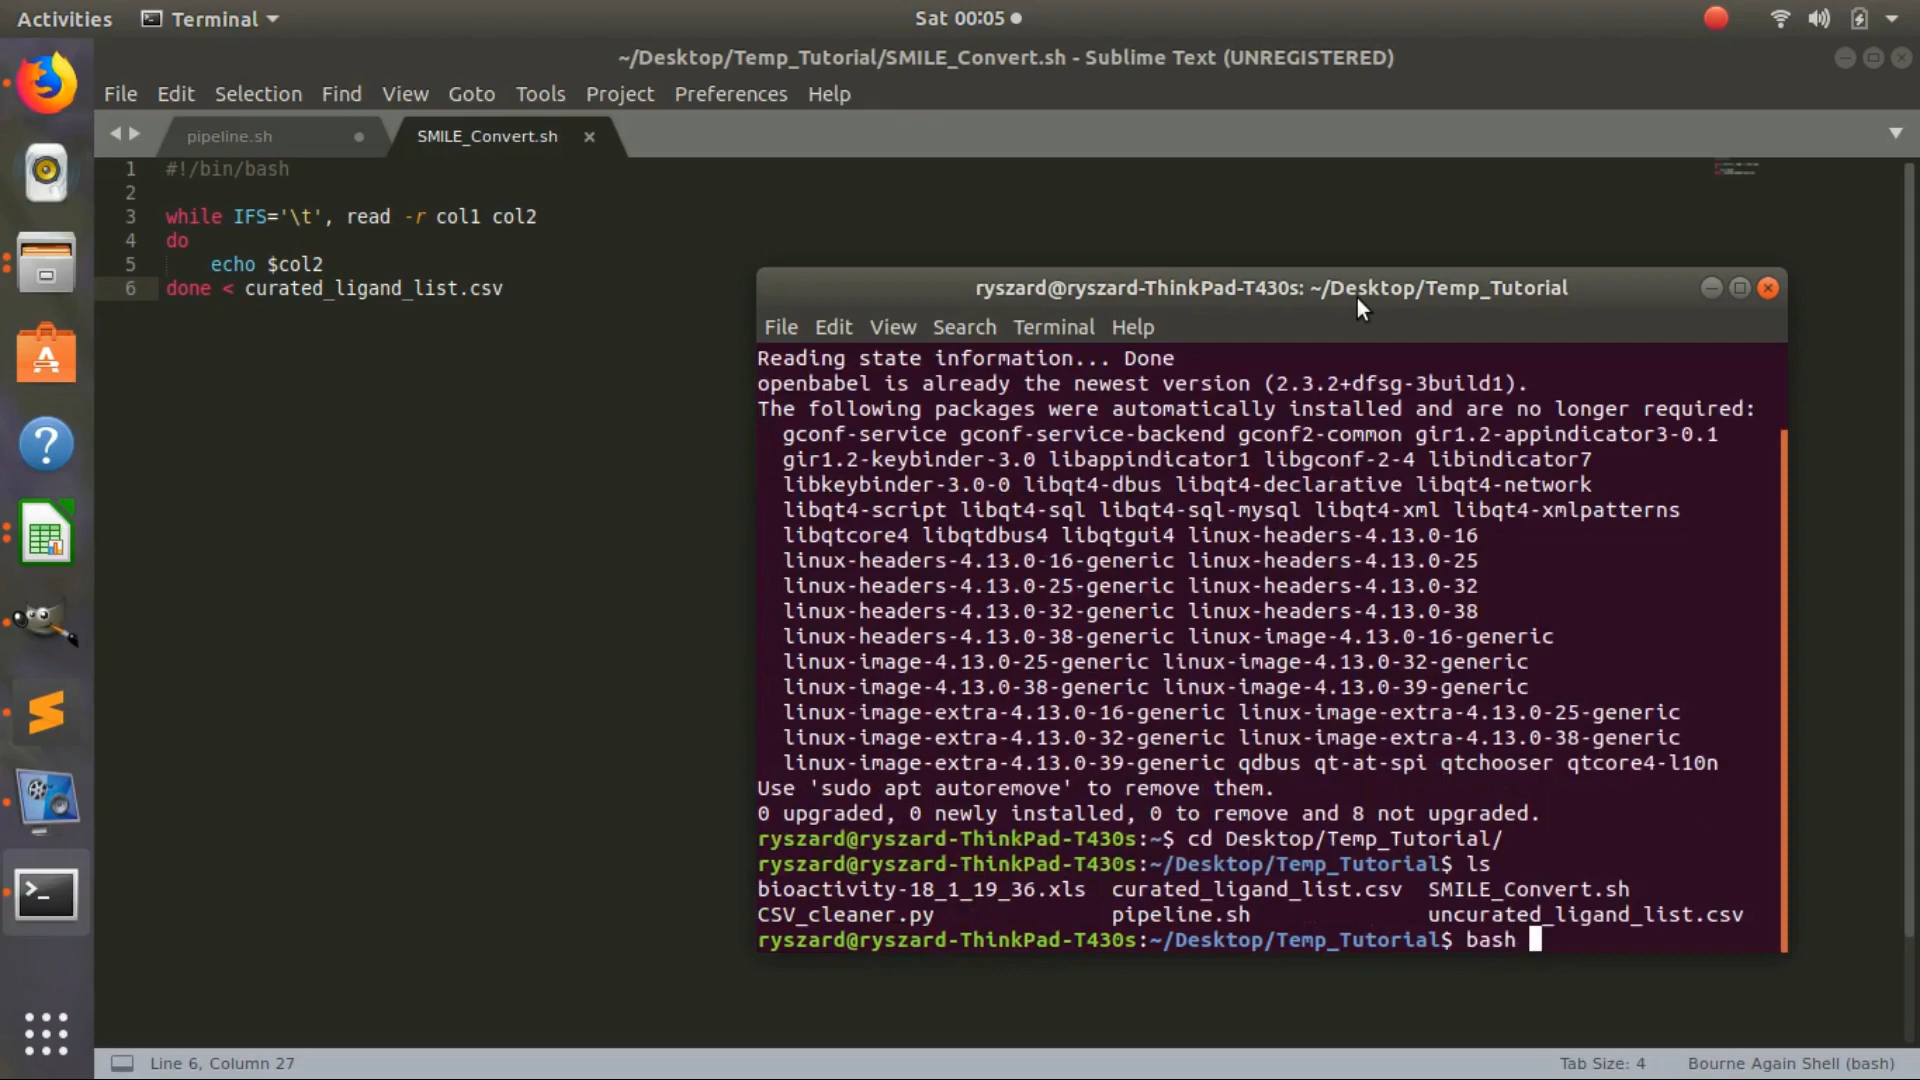 Activities Terminal Sat 00:05
~/Desktop/Temp_Tutorial/SMILE_Convert.sh - Sublime Text (UNREGISTERED)
File Edit Selection Find View Goto Tools Project Preferences Help
pipeline.sh SMILE_Convert.sh
1 #!/bin/bash
2
3 while IFS='\t', read -r col1 col2
4 do
5 echo $col2
6 done < curated_ligand_list.csv
ryszard@ryszard-ThinkPad-T430s: ~/Desktop/Temp_Tutorial
File Edit View Search Terminal Help
Reading state information... Done
openbabel is already the newest version (2.3.2+dfsg-3build1).
The following packages were automatically installed and are no longer required:
gconf-service gconf-service-backend gconf2-common gir1.2-appindicator3-0.1
gir1.2-keybinder-3.0 libappindicator1 libgconf-2-4 libindicator7
libkeybinder-3.0-0 libqt4-dbus libqt4-declarative libqt4-network
libqt4-script libqt4-sql libqt4-sql-mysql libqt4-xml libqt4-xmlpatterns
libqtcore4 libqtdbus4 libqtgui4 linux-headers-4.13.0-16
linux-headers-4.13.0-16-generic linux-headers-4.13.0-25
linux-headers-4.13.0-25-generic linux-headers-4.13.0-32
linux-headers-4.13.0-32-generic linux-headers-4.13.0-38
linux-headers-4.13.0-38-generic linux-image-4.13.0-16-generic
linux-image-4.13.0-25-generic linux-image-4.13.0-32-generic
linux-image-4.13.0-38-generic linux-image-4.13.0-39-generic
linux-image-extra-4.13.0-16-generic linux-image-extra-4.13.0-25-generic
linux-image-extra-4.13.0-32-generic linux-image-extra-4.13.0-38-generic
linux-image-extra-4.13.0-39-generic qdbus qt-at-spi qtchooser qtcore4-l10n
Use 'sudo apt autoremove' to remove them.
0 upgraded, 0 newly installed, 0 to remove and 8 not upgraded.
ryszard@ryszard-ThinkPad-T430s:~$ cd Desktop/Temp_Tutorial/
ryszard@ryszard-ThinkPad-T430s:~/Desktop/Temp_Tutorial$ ls
bioactivity-18_1_19_36.xls curated_ligand_list.csv SMILE_Convert.sh
CSV_cleaner.py pipeline.sh uncurated_ligand_list.csv
ryszard@ryszard-ThinkPad-T430s:~/Desktop/Temp_Tutorial$ bash
Line 6, Column 27 Tab Size: 4 Bourne Again Shell (bash)